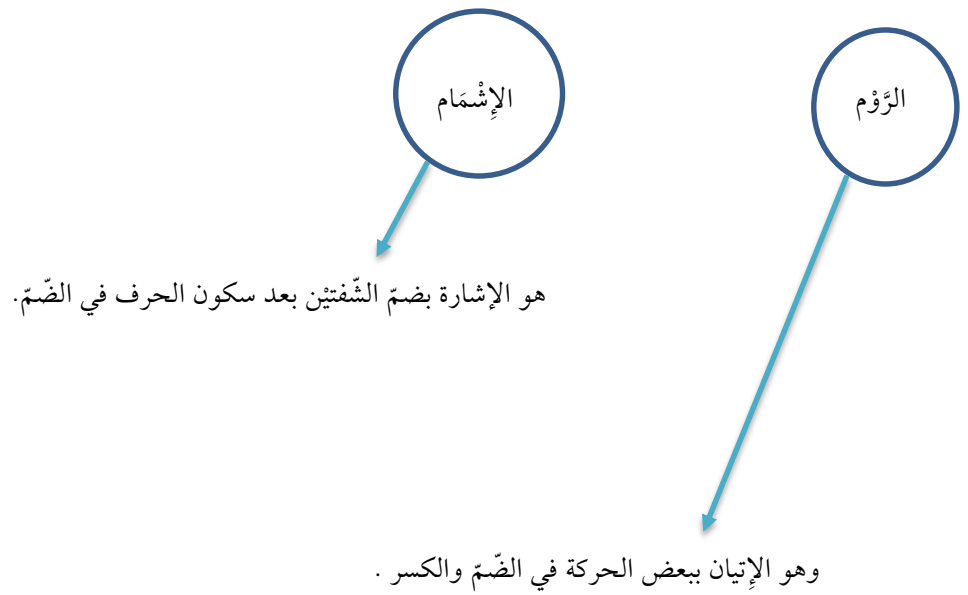 الرَّوْم
الإِشْمَام
هو الإشارة بضمّ الشّفتيْن بعد سكون الحرف في الضّمّ.
وهو الإِتيان ببعض الحركة في الضّمّ والكسر .